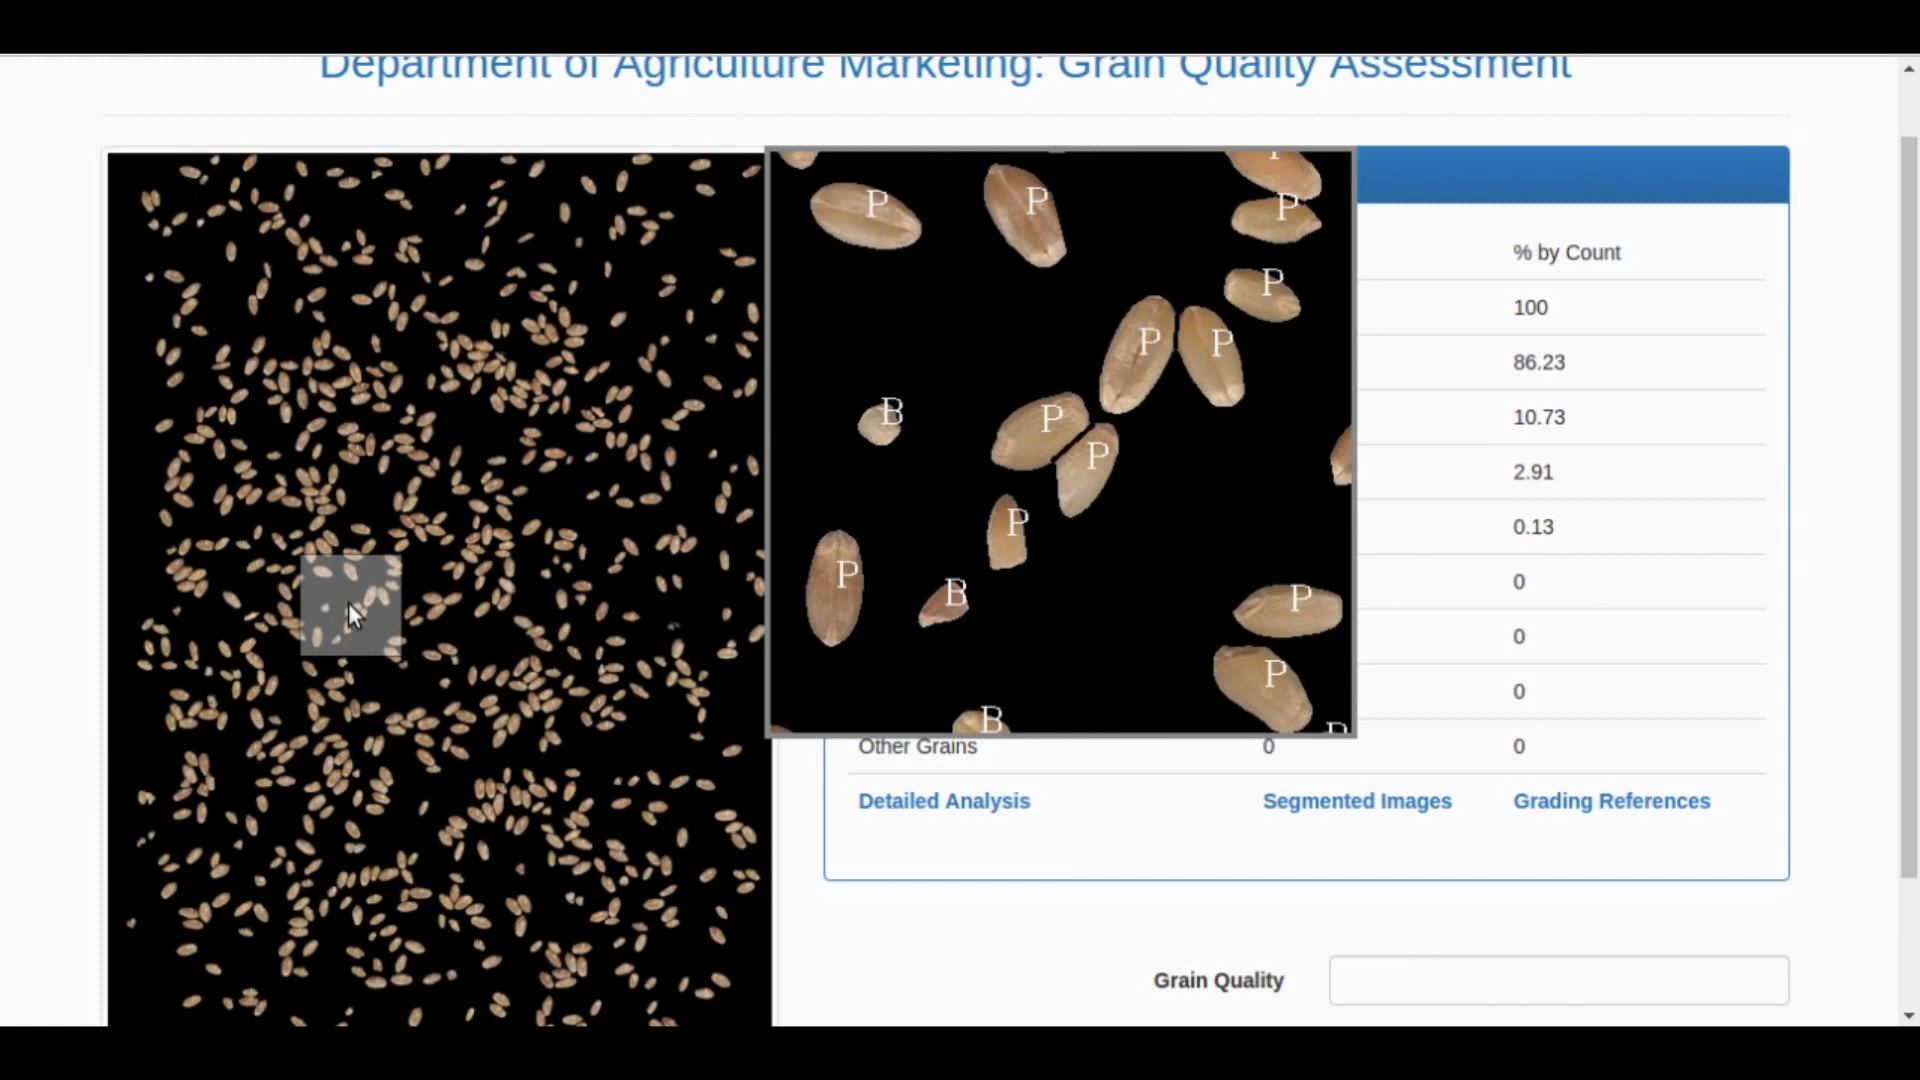 Department of Agriculture Marketing: Grain Quality Assessment
% by Count
100
86.23
10.73
2.91
0.13
0
0
0
Other Grains 0 0
Detailed Analysis Segmented Images Grading References
Grain Quality
P P P
P
P
P P
B P
P
P
P B P
P
B